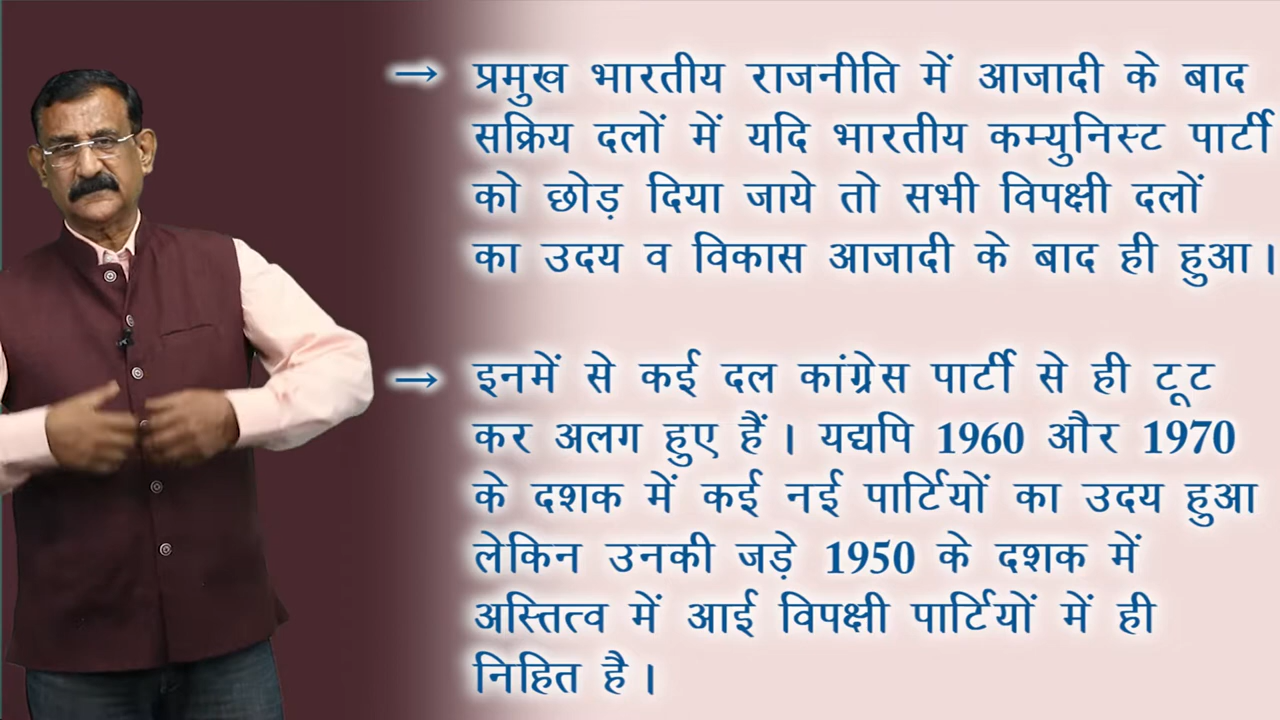 → प्रमुख भारतीय राजनीति में आजादी के बाद
सक्रिय दलों में यदि भारतीय कम्युनिस्ट पार्टी
को छोड़ दिया जाये तो सभी विपक्षी दलों
का उदय व विकास आजादी के बाद ही हुआ।
→ इनमें से कई दल कांग्रेस पार्टी से ही टूट
कर अलग हुए हैं। यद्यपि 1960 और 1970
के दशक में कई नई पार्टियों का उदय हुआ
लेकिन उनकी जड़े 1950 के दशक में
अस्तित्व में आई विपक्षी पार्टियों में ही
निहित है।